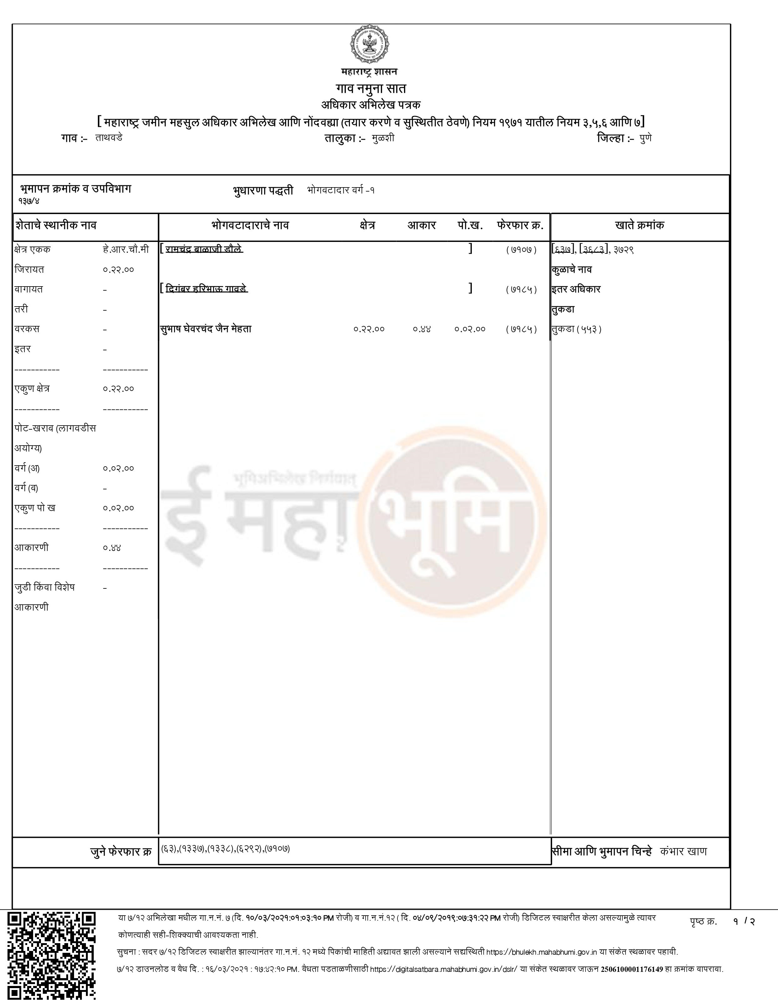 महाराष्ट्र शासन
गाव नमुना सात
अधिकार अभिलेख पत्रक
[ महाराष्ट्र जमीन महसुल अधिकार अभिलेख आणि नोंदवह्या (तयार करणे व सुस्थितीत ठेवणे) नियम १९७१ यातील नियम ३,५,६ आणि ७]
गाव :- ताथवडे तालुका :- मुळशी जिल्हा :- पुणे
भूमापन क्रमांक व उपविभाग भुधारणा पद्धती भोगवटादार वर्ग -१
१३७/४
शेताचे स्थानीक नाव भोगवटादाराचे नाव क्षेत्र आकार पो.ख. फेरफार क्र. खाते क्रमांक
क्षेत्र एकक हे.आर.चौ.मी [ रामचंद्र बाळाजी डौले ] ( ७१०७ ) [६३७], [३६८३], ३७२९
जिरायत ०.२२.०० कुळाचे नाव
बागायत - [ दिगंबर हरिभाऊ गावडे ] ( ७१८५ ) इतर अधिकार
तरी - तुकडा
वरकस - सुभाष घेवरचंद जैन मेहता ०.२२.०० ०.४४ ०.०२.०० ( ७१८५ ) तुकडा ( ५५३ )
इतर -
----------- -----------
एकुण क्षेत्र ०.२२.००
----------- -----------
पोट-खराब (लागवडीस
अयोग्य)
वर्ग (अ) ०.०२.००
वर्ग (ब) -
एकुण पो ख ०.०२.००
----------- -----------
आकारणी ०.४४
----------- -----------
जुडी किंवा विशेष -
आकारणी
ई महाभूमि
जुने फेरफार क्र (६३),(१३३७),(१३३८),(६२९२),(७१०७) सीमा आणि भुमापन चिन्हे कंभार खाण
या ७/१२ अभिलेखा मधील गा.न.नं. ७ (दि. १०/०३/२०२१:०१:०३:१० PM रोजी) व गा.न.नं.१२ ( दि. ०४/०९/२०१९:०७:३१:२२ PM रोजी) डिजिटल स्वाक्षरीत केला असल्यामुळे त्यावर पृष्ठ क्र. १ / २
कोणत्याही सही-शिक्क्याची आवश्यकता नाही.
सुचना : सदर ७/१२ डिजिटल स्वाक्षरीत झाल्यानंतर गा.न.नं. १२ मध्ये पिकांची माहिती अद्यावत झाली असल्याने सद्यस्थिती https://bhulekh.mahabhumi.gov.in या संकेत स्थळावर पहावी.
७/१२ डाउनलोड व वैध दि. : १६/०३/२०२१ : १७:४२:१० PM. वैधता पडताळणीसाठी https://digitalsatbara.mahabhumi.gov.in/dslr/ या संकेत स्थळावर जाऊन 2506100001176149 हा क्रमांक वापरावा.